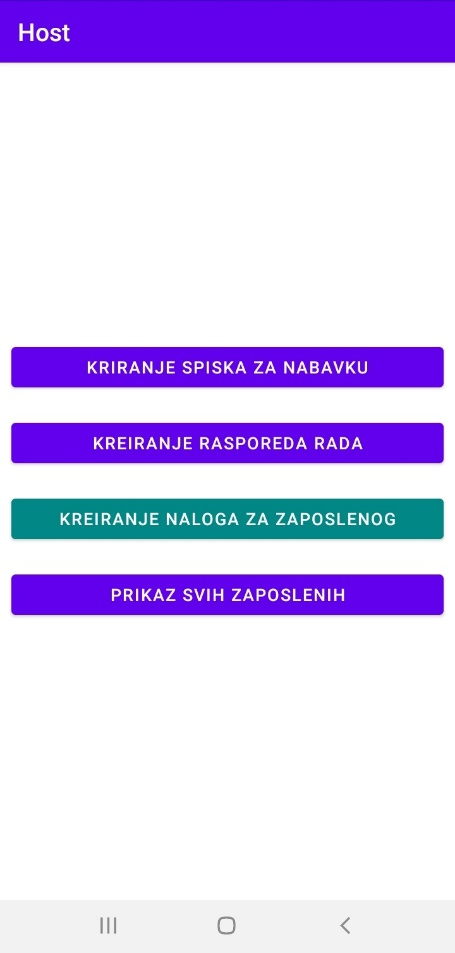 Host
KRIRANJE SPISKA ZA NABAVKU
KREIRANJE RASPOREDA RADA
KREIRANJE NALOGA ZA ZAPOSLENOG
PRIKAZ SVIH ZAPOSLENIH